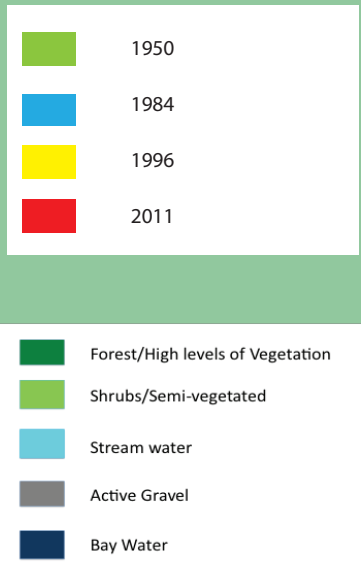 1950
1984
1996
2011
Forest/High levels of Vegetation
Shrubs/Semi-vegetated
Stream water
Active Gravel
Bay Water